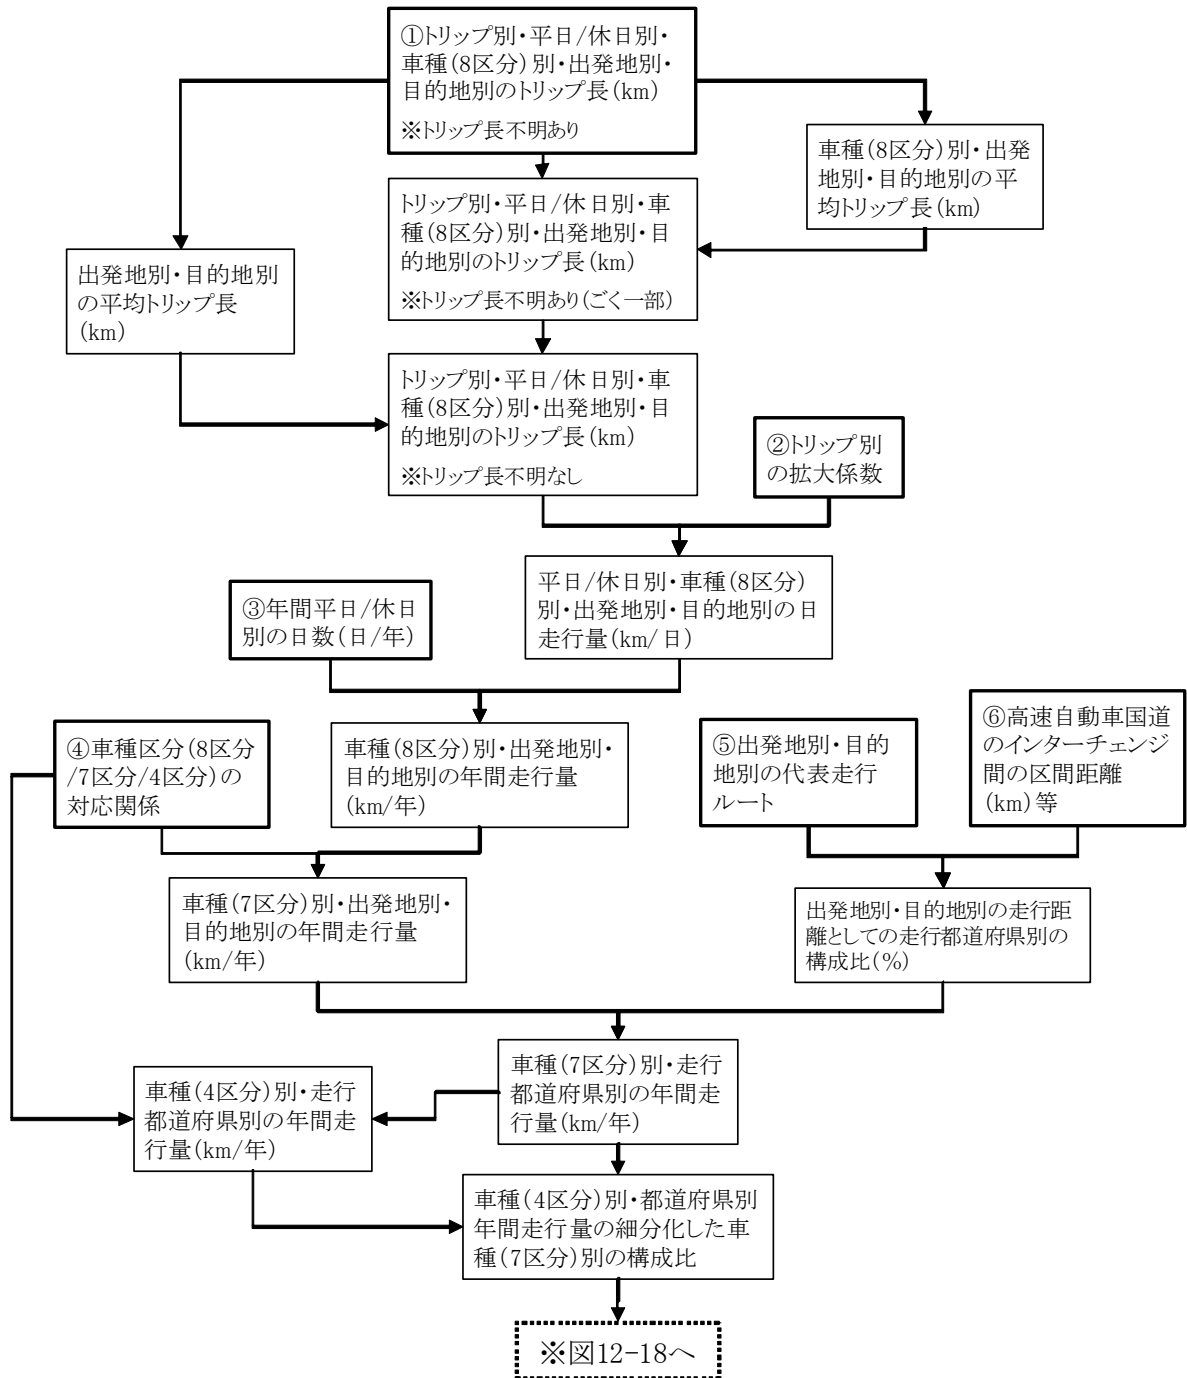 ①トリップ別・平日/休日別・
車種(8区分)別・出発地別・
目的地別のトリップ長(km)
※トリップ長不明あり
車種(8区分)別・出発
地別・目的地別の平
均トリップ長(km)
トリップ別・平日/休日別・車
種(8区分)別・出発地別・目
的地別のトリップ長(km)
※トリップ長不明あり(ごく一部)
出発地別・目的地別
の平均トリップ長
(km)
トリップ別・平日/休日別・車
種(8区分)別・出発地別・目
的地別のトリップ長(km)
※トリップ長不明なし
②トリップ別
の拡大係数
平日/休日別・車種(8区分)
別・出発地別・目的地別の日
走行量(km/日)
③年間平日/休日
別の日数(日/年)
④車種区分(8区分
/7区分/4区分)の
対応関係
車種(8区分)別・出発地別・
目的地別の年間走行量
(km/年)
⑤出発地別・目的
地別の代表走行
ルート
⑥高速自動車国道
のインターチェンジ
間の区間距離
(km)等
車種(7区分)別・出発地別・
目的地別の年間走行量
(km/年)
出発地別・目的地別の走行距
離としての走行都道府県別の
構成比(%)
車種(7区分)別・走行
都道府県別の年間走
行量(km/年)
車種(4区分)別・走行
都道府県別の年間走
行量(km/年)
車種(4区分)別・都道府県別
年間走行量の細分化した車
種(7区分)別の構成比
※図12-18へ